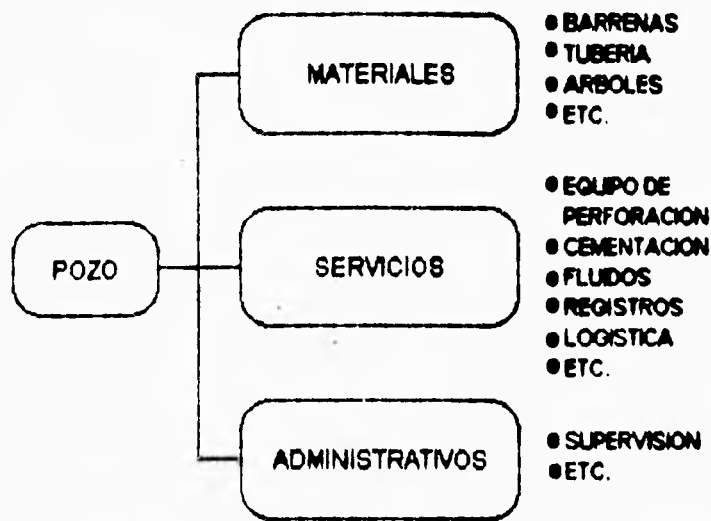 POZO
MATERIALES
● BARRENAS
● TUBERIA
● ARBOLES
● ETC.
SERVICIOS
● EQUIPO DE
PERFORACION
● CEMENTACION
● FLUIDOS
● REGISTROS
● LOGISTICA
● ETC.
ADMINISTRATIVOS
● SUPERVISION
● ETC.